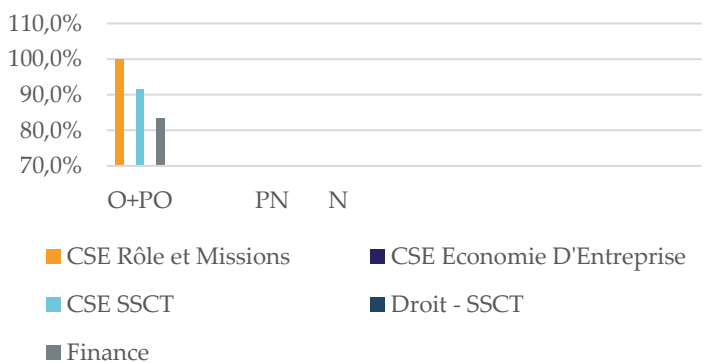 110,0%
100,0%
90,0%
80,0%
70,0%
O+PO PN N
CSE Rôle et Missions CSE Economie D'Entreprise
CSE SSCT Droit - SSCT
Finance